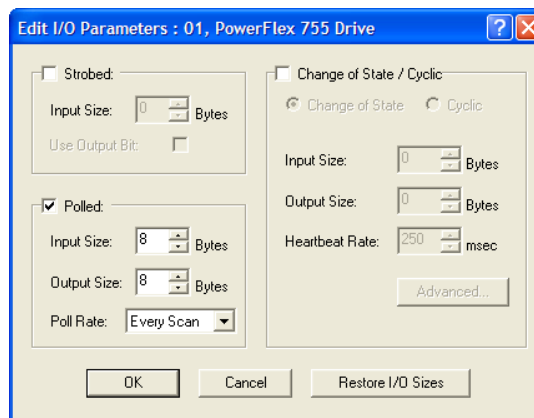 Edit I/O Parameters : 01, PowerFlex 755 Drive
Strobed:
Input Size: 0 Bytes
Use Output Bit:
Polled:
Input Size: 8 Bytes
Output Size: 8 Bytes
Poll Rate: Every Scan
Change of State / Cyclic
Change of State Cyclic
Input Size: 0 Bytes
Output Size: 0 Bytes
Heartbeat Rate: 250 msec
Advanced...
OK Cancel Restore I/O Sizes